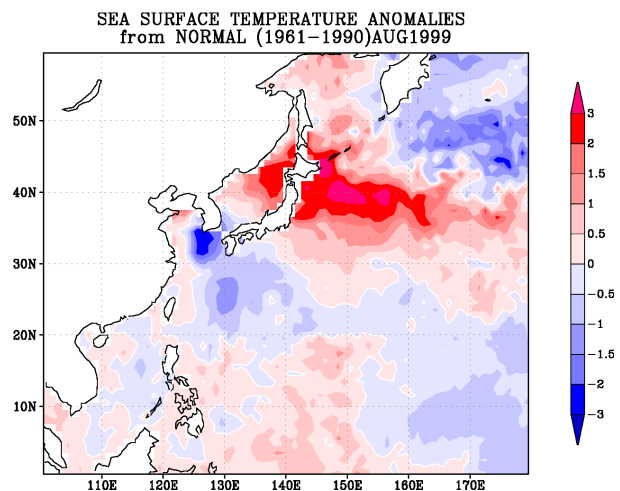 SEA SURFACE TEMPERATURE ANOMALIES
from NORMAL (1961-1990)AUG1999
50N
40N
30N
20N
10N
110E 120E 130E 140E 150E 160E 170E
3
2
1.5
1
0.5
0
-0.5
-1
-1.5
-2
-3